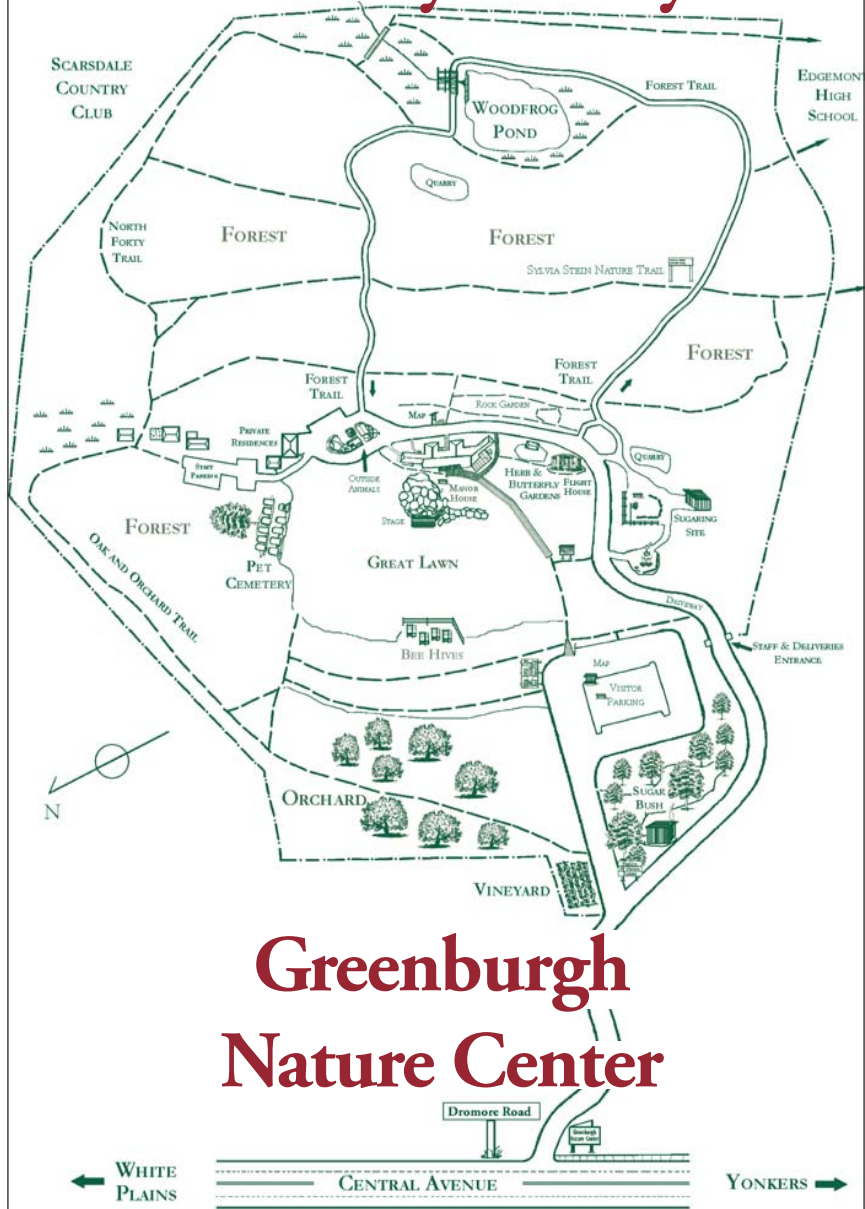 SCARSDALE
COUNTRY
CLUB
EDGEMONT
HIGH
SCHOOL
FOREST TRAIL
WOODFROG
POND
QUARRY
NORTH
FORTY
TRAIL
FOREST
FOREST
SYLVIA STEIN NATURE TRAIL
FOREST
FOREST
TRAIL
FOREST
TRAIL
MAP
ROCK GARDEN
PRIVATE
RESIDENCES
STAFF
PARKING
OUTSIDE
ANIMALS
MANOR
HOUSE
HERB &
BUTTERFLY
GARDENS
FLIGHT
HOUSE
QUARRY
SUGARING
SITE
STAGE
FOREST
PET
CEMETERY
GREAT LAWN
OAK AND ORCHARD TRAIL
BEE HIVES
DRIVEWAY
STAFF & DELIVERIES
ENTRANCE
MAP
VISITOR
PARKING
N
ORCHARD
SUGAR
BUSH
VINEYARD
Greenburgh
Nature Center
Dromore Road
Greenburgh
Nature Center
WHITE
PLAINS
CENTRAL AVENUE
YONKERS